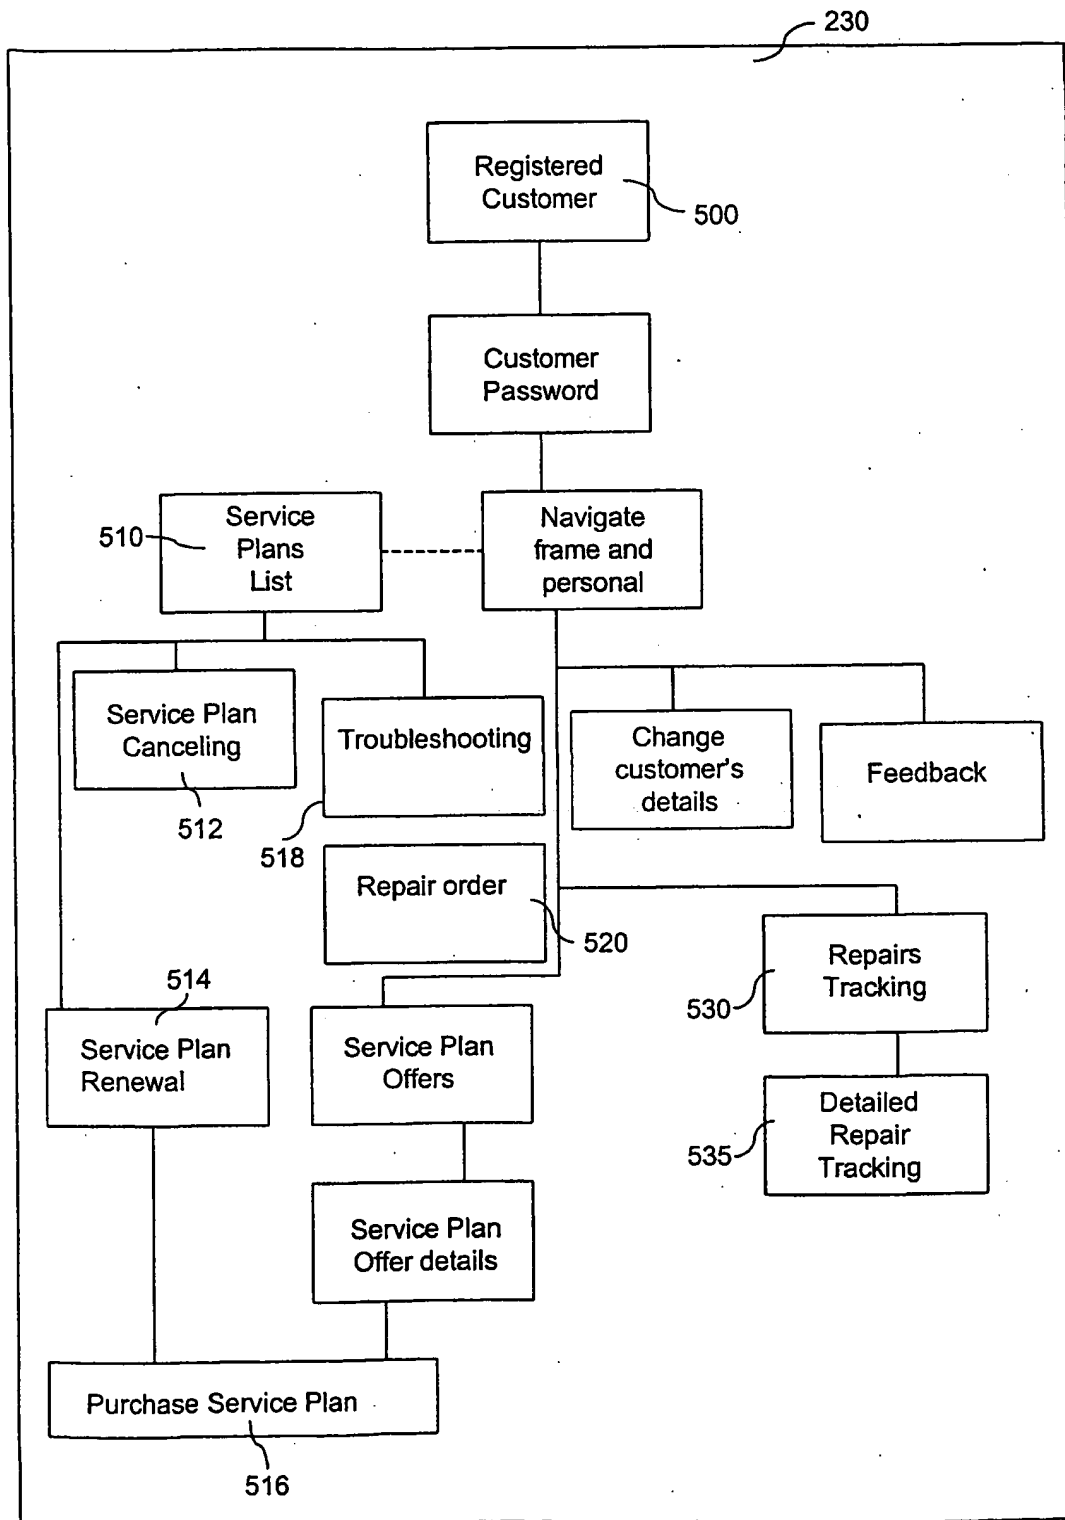 230
Registered
Customer
500
Customer
Password
Service
Plans
List
510
Navigate
frame and
personal
Service Plan
Canceling
512
Troubleshooting
518
Change
customer's
details
Feedback
Repair order
520
Repairs
Tracking
530
514
Service Plan
Renewal
Service Plan
Offers
Detailed
Repair
Tracking
535
Service Plan
Offer details
Purchase Service Plan
516